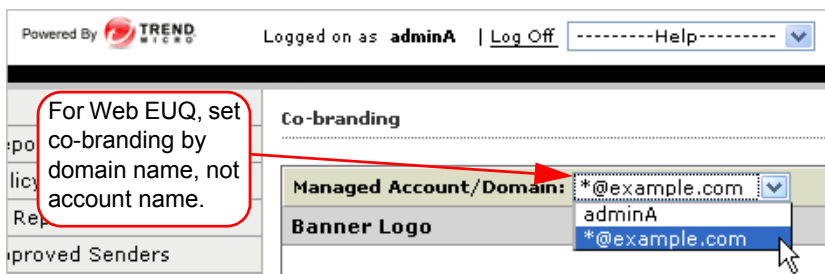 Powered By TREND MICRO
Logged on as adminA | Log Off ---------Help---------
For Web EUQ, set
co-branding by
domain name, not
account name.
Co-branding
Managed Account/Domain: *@example.com
adminA
*@example.com
Banner Logo
epo
licy
Rep
proved Senders